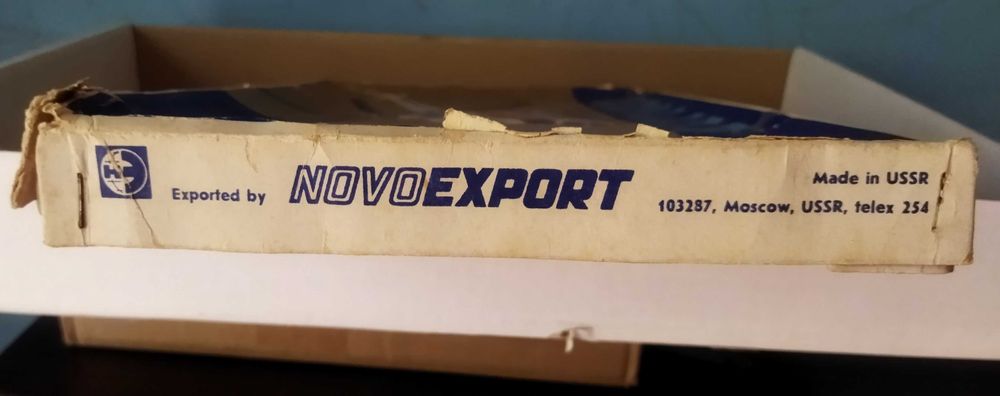 Exported by NOVOEXPORT
Made in USSR
103287, Moscow, USSR, telex 254